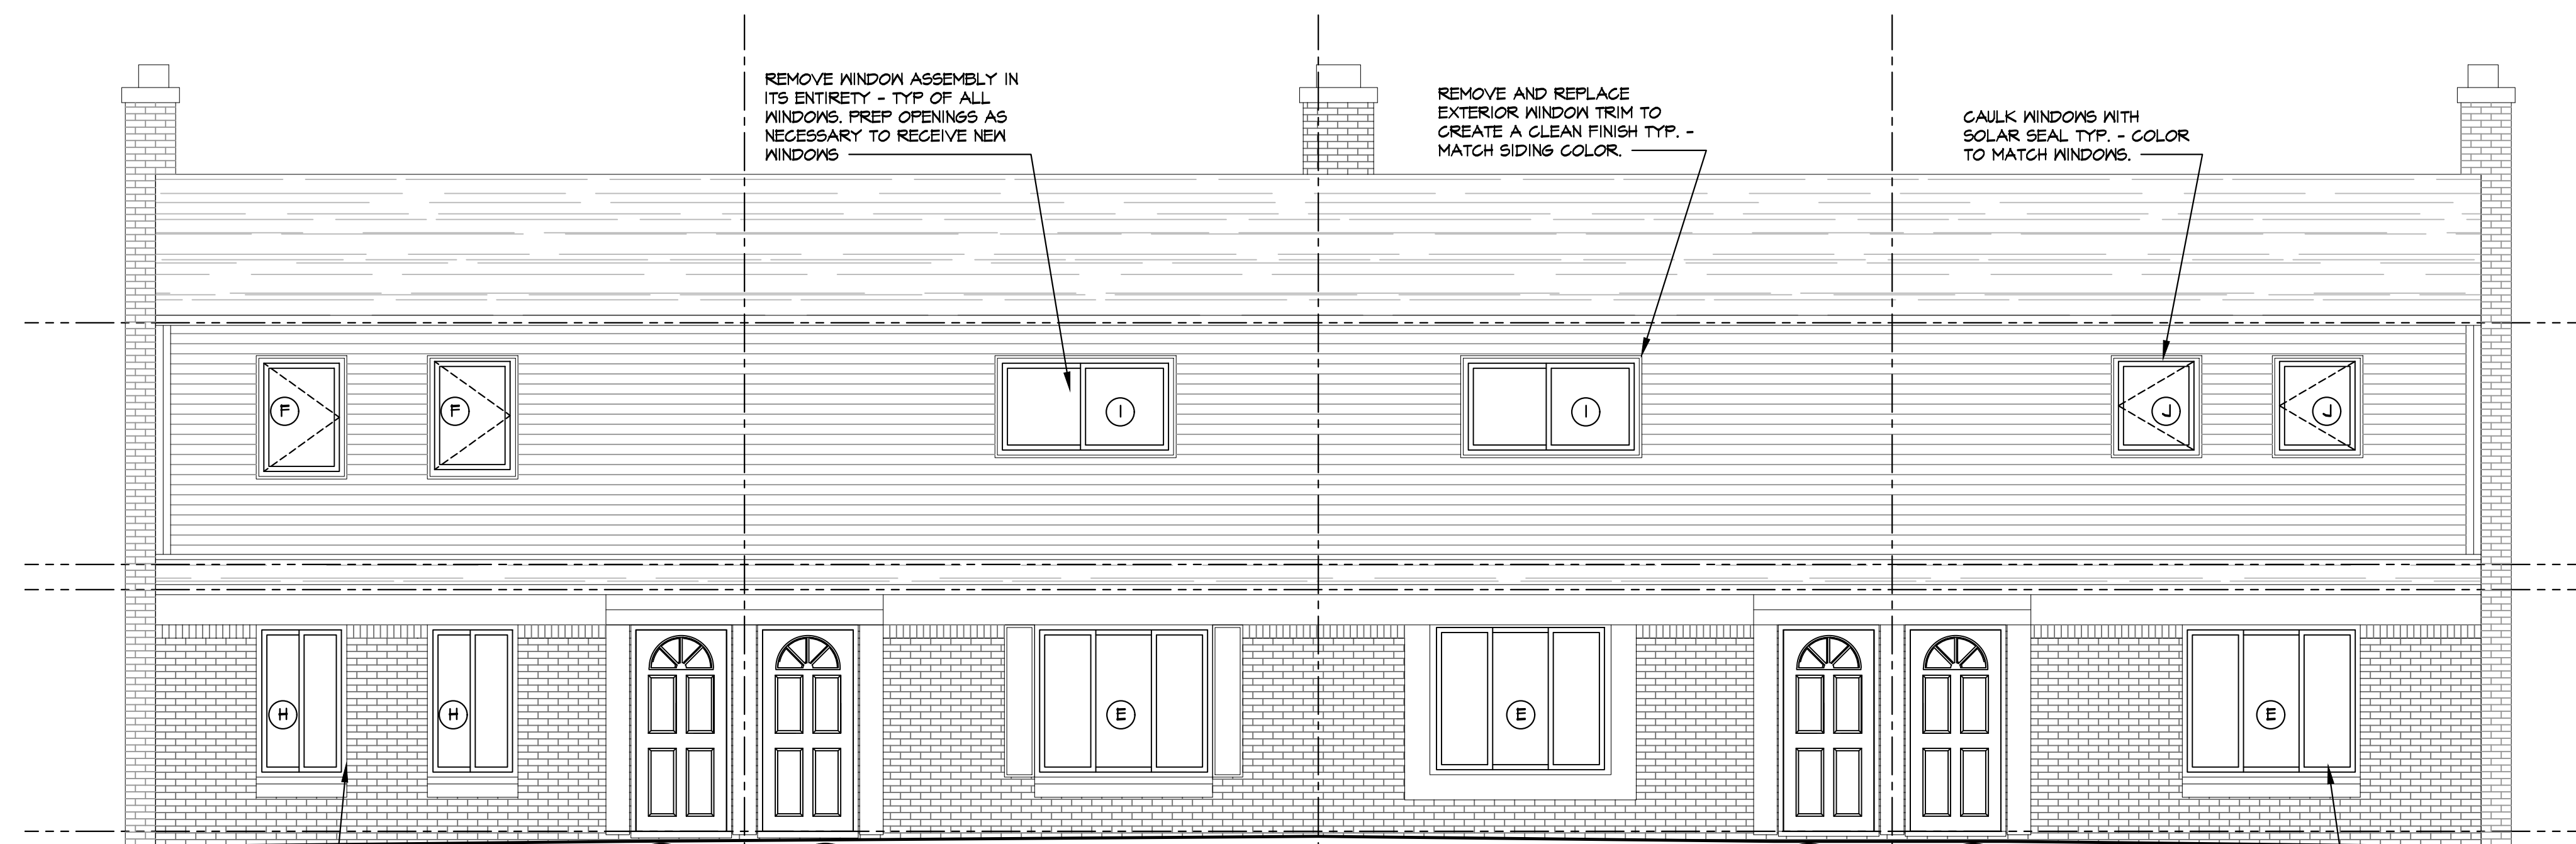 REMOVE WINDOW ASSEMBLY IN
ITS ENTIRETY - TYP OF ALL
WINDOWS. PREP OPENINGS AS
NECESSARY TO RECEIVE NEW
WINDOWS
REMOVE AND REPLACE
EXTERIOR WINDOW TRIM TO
CREATE A CLEAN FINISH TYP. -
MATCH SIDING COLOR.
CAULK WINDOWS WITH
SOLAR SEAL TYP. - COLOR
TO MATCH WINDOWS.
F
F
I
I
J
J
H
H
E
E
E